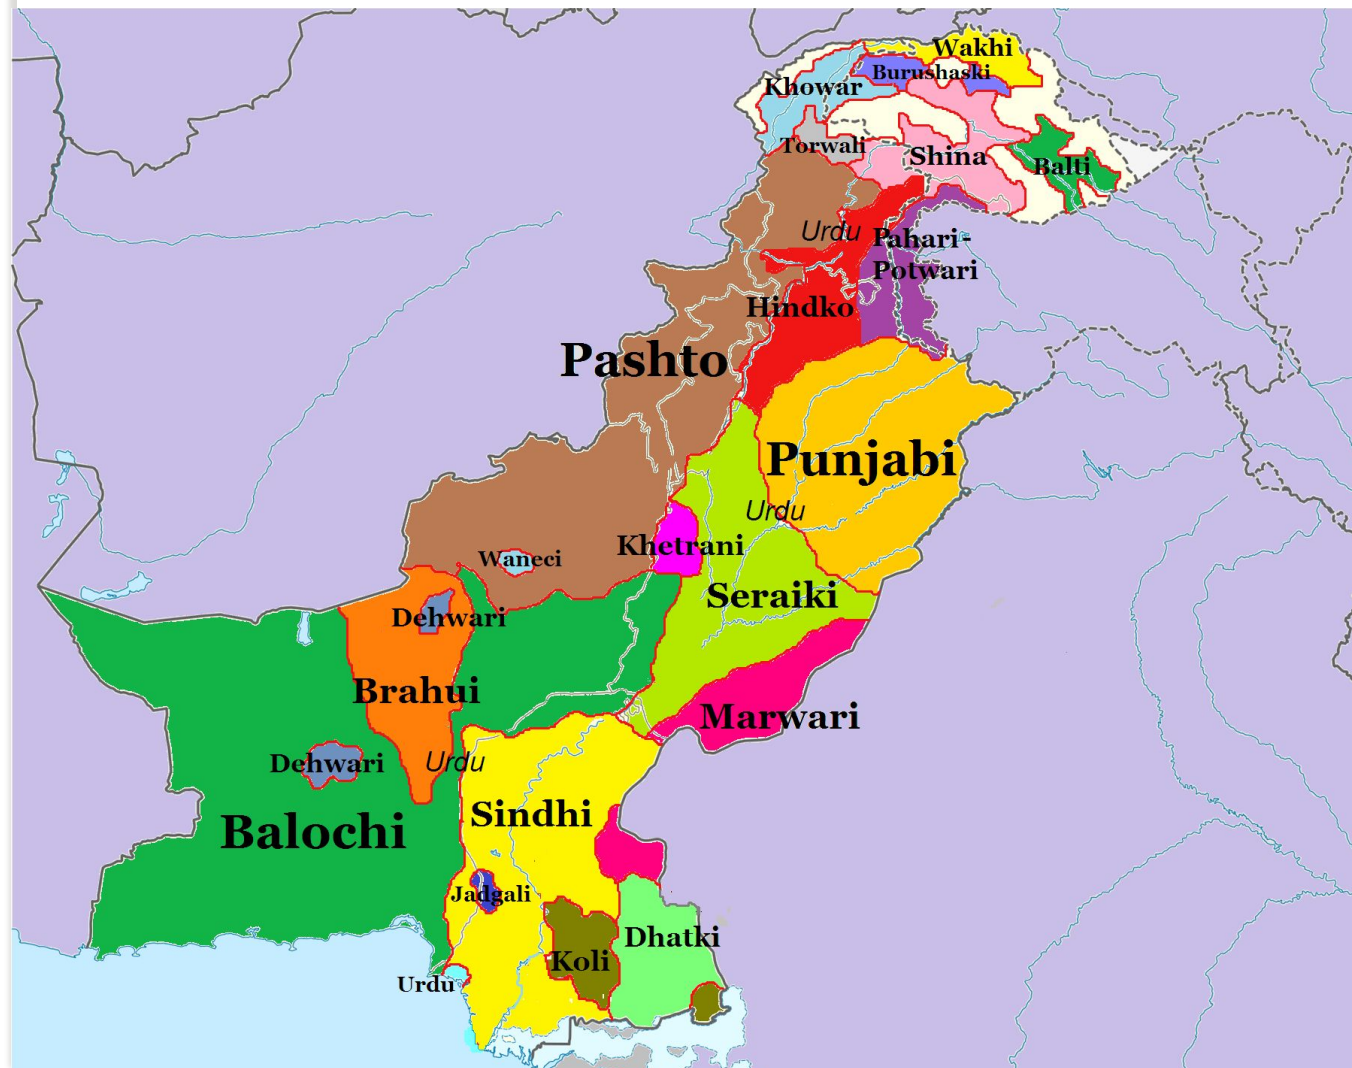 Wakhi
Burushaski
Khowar
Torwali
Shina
Balti
Urdu
Pahari-
Potwari
Hindko
Pashto
Punjabi
Urdu
Khetrani
Waneci
Seraiki
Dehwari
Brahui
Marwari
Urdu
Dehwari
Sindhi
Balochi
Jadgali
Dhatki
Koli
Urdu